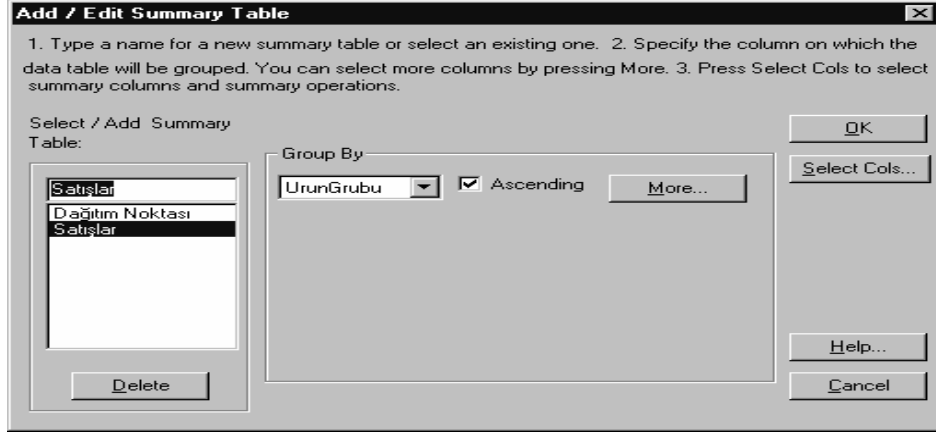 Add / Edit Summary Table
1. Type a name for a new summary table or select an existing one. 2. Specify the column on which the
data table will be grouped. You can select more columns by pressing More. 3. Press Select Cols to select
summary columns and summary operations.
Select / Add Summary
Table:
Satışlar
Dağıtım Noktası
Satışlar
Delete
Group By
UrunGrubu
Ascending
More...
OK
Select Cols...
Help...
Cancel